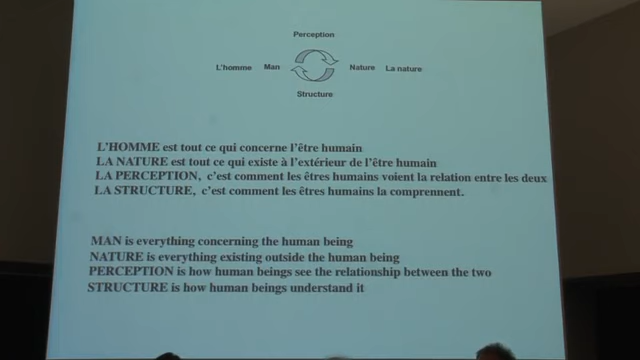 Perception
L'homme Man Nature La nature
Structure
L'HOMME est tout ce qui concerne l'être humain
LA NATURE est tout ce qui existe à l'extérieur de l'être humain
LA PERCEPTION, c'est comment les êtres humains voient la relation entre les deux
LA STRUCTURE, c'est comment les êtres humains la comprennent.
MAN is everything concerning the human being
NATURE is everything existing outside the human being
PERCEPTION is how human beings see the relationship between the two
STRUCTURE is how human beings understand it